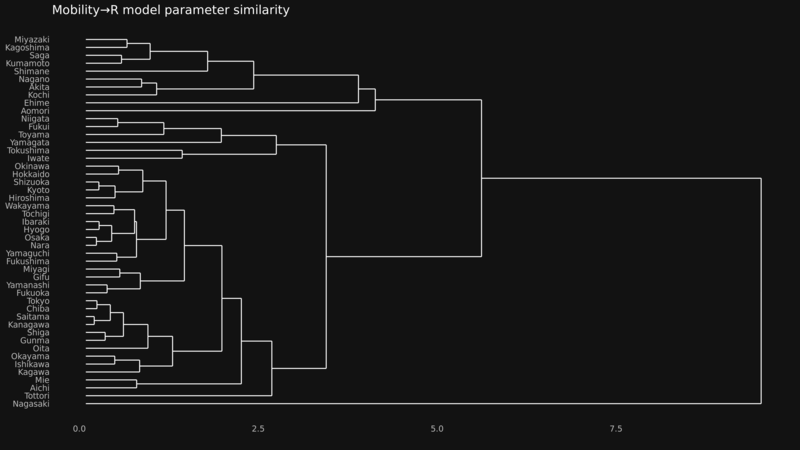 Mobility→R model parameter similarity
Miyazaki
Kagoshima
Saga
Kumamoto
Shimane
Nagano
Akita
Kochi
Ehime
Aomori
Niigata
Fukui
Toyama
Yamagata
Tokushima
Iwate
Okinawa
Hokkaido
Shizuoka
Kyoto
Hiroshima
Wakayama
Tochigi
Ibaraki
Hyogo
Osaka
Nara
Yamaguchi
Fukushima
Miyagi
Gifu
Yamanashi
Fukuoka
Tokyo
Chiba
Saitama
Kanagawa
Shiga
Gunma
Oita
Okayama
Ishikawa
Kagawa
Mie
Aichi
Tottori
Nagasaki
0.0 2.5 5.0 7.5